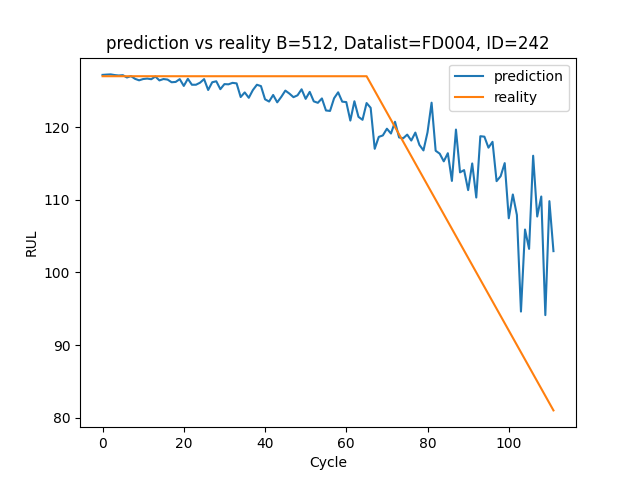 prediction vs reality B=512, Datalist=FD004, ID=242
prediction
reality
RUL
120
110
100
90
80
0 20 40 60 80 100
Cycle